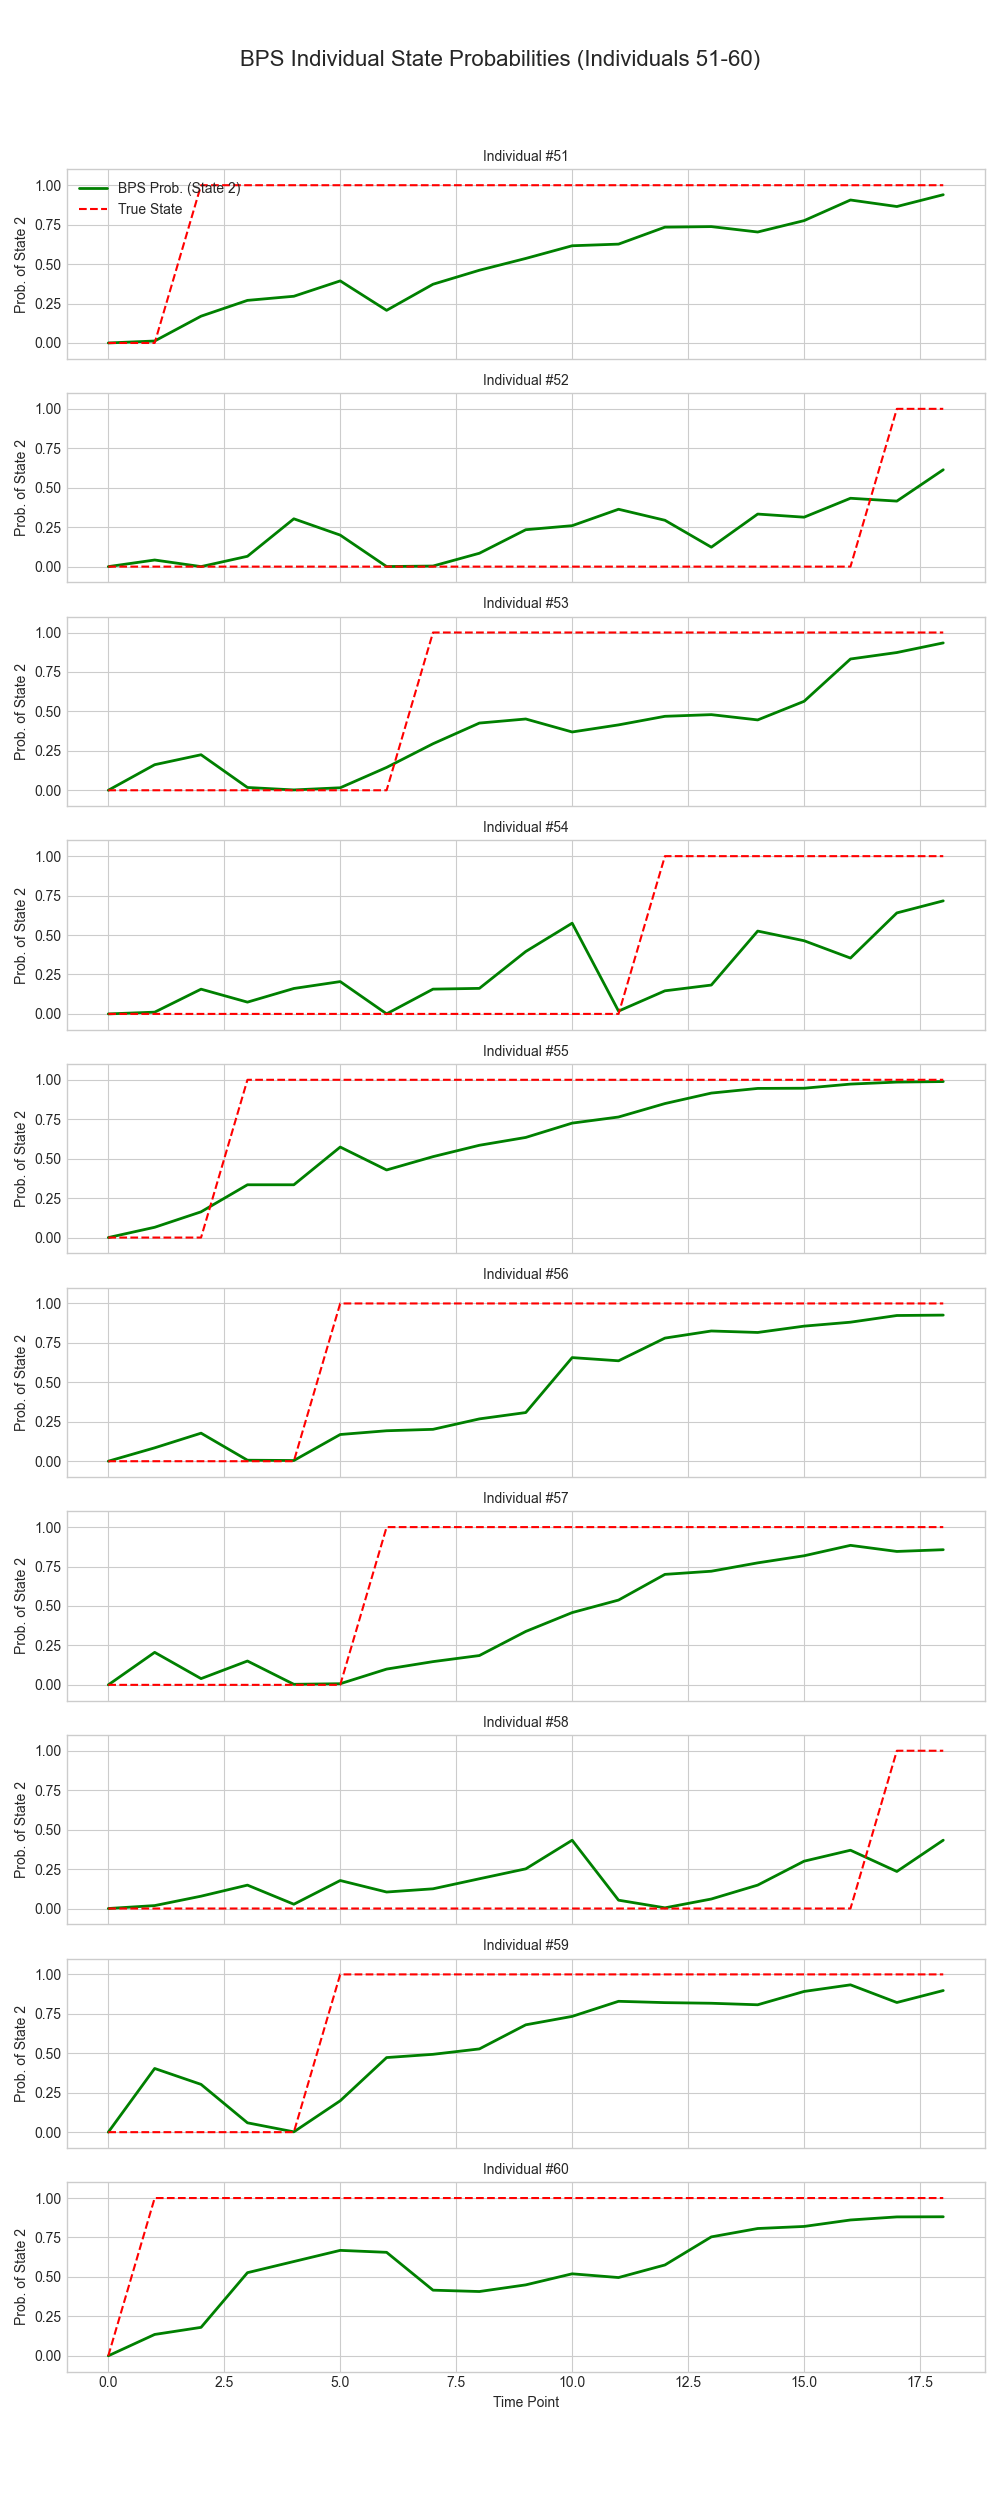 BPS Individual State Probabilities (Individuals 51-60)
Individual #51
1.00
0.75
0.50
0.25
0.00
Prob. of State 2
BPS Prob. (State 2)
True State
Individual #52
1.00
0.75
0.50
0.25
0.00
Prob. of State 2
Individual #53
1.00
0.75
0.50
0.25
0.00
Prob. of State 2
Individual #54
1.00
0.75
0.50
0.25
0.00
Prob. of State 2
Individual #55
1.00
0.75
0.50
0.25
0.00
Prob. of State 2
Individual #56
1.00
0.75
0.50
0.25
0.00
Prob. of State 2
Individual #57
1.00
0.75
0.50
0.25
0.00
Prob. of State 2
Individual #58
1.00
0.75
0.50
0.25
0.00
Prob. of State 2
Individual #59
1.00
0.75
0.50
0.25
0.00
Prob. of State 2
Individual #60
1.00
0.75
0.50
0.25
0.00
Prob. of State 2
0.0 2.5 5.0 7.5 10.0 12.5 15.0 17.5
Time Point